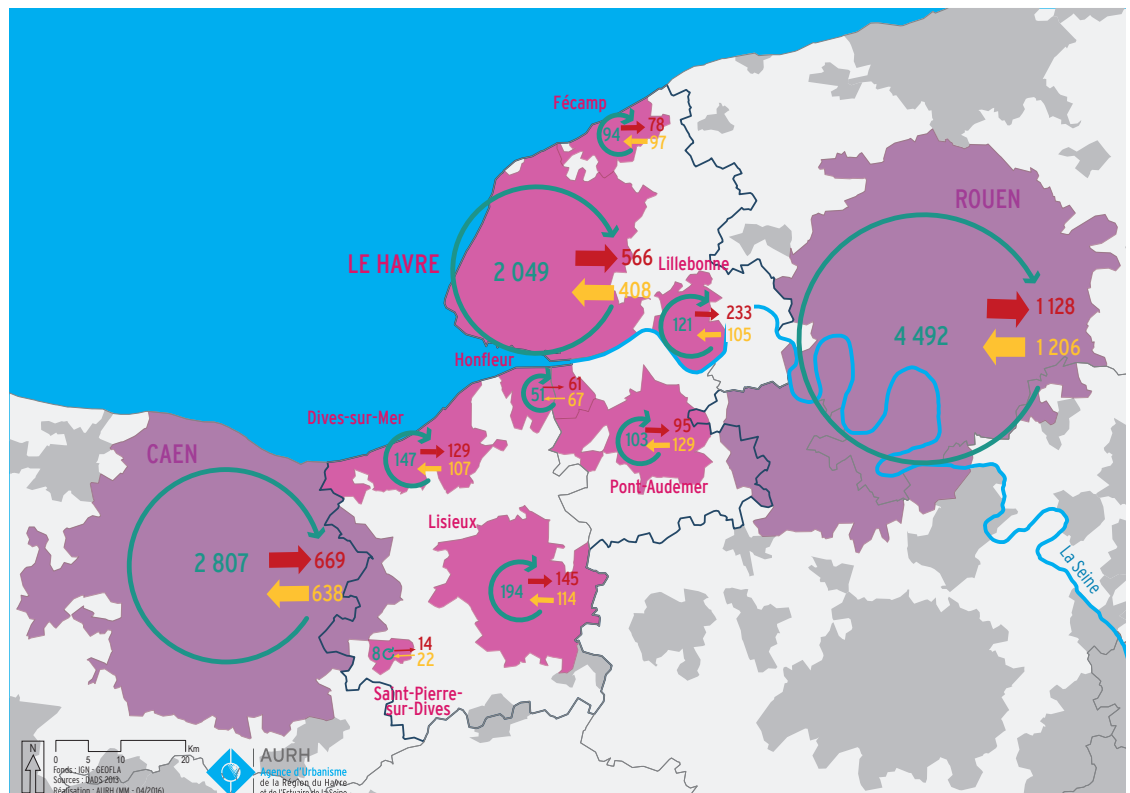 Fécamp
94
78
97
ROUEN
LE HAVRE
2 049
566
408
Lillebonne
121
233
105
4 492
1 128
1 206
Honfleur
51
61
67
Dives-sur-Mer
147
129
107
103
95
129
Pont-Audemer
CAEN
2 807
669
638
Lisieux
194
145
114
La Seine
8
14
22
Saint-Pierre-
sur-Dives
N
0 5 10 20
Km
Fonds : IGN - GEOFLA
Sources : DADS 2013
Réalisation : AURH (MM - 04/2016)
AURH
Agence d'Urbanisme
de la Région du Havre
et de l'Estuaire de la Seine